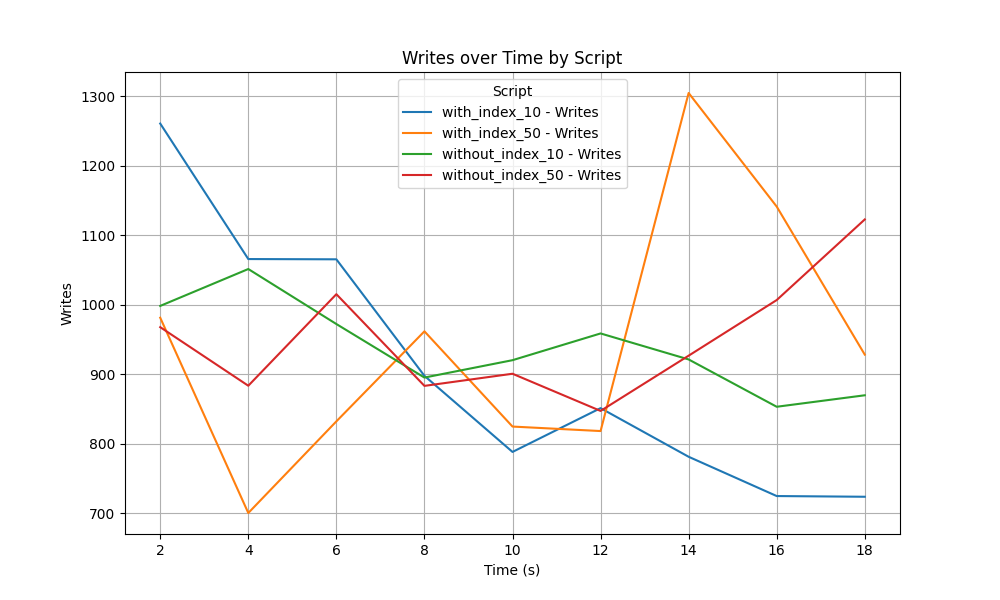 Writes over Time by Script
Script
with_index_10 - Writes
with_index_50 - Writes
without_index_10 - Writes
without_index_50 - Writes
Writes
1300
1200
1100
1000
900
800
700
2 4 6 8 10 12 14 16 18
Time (s)